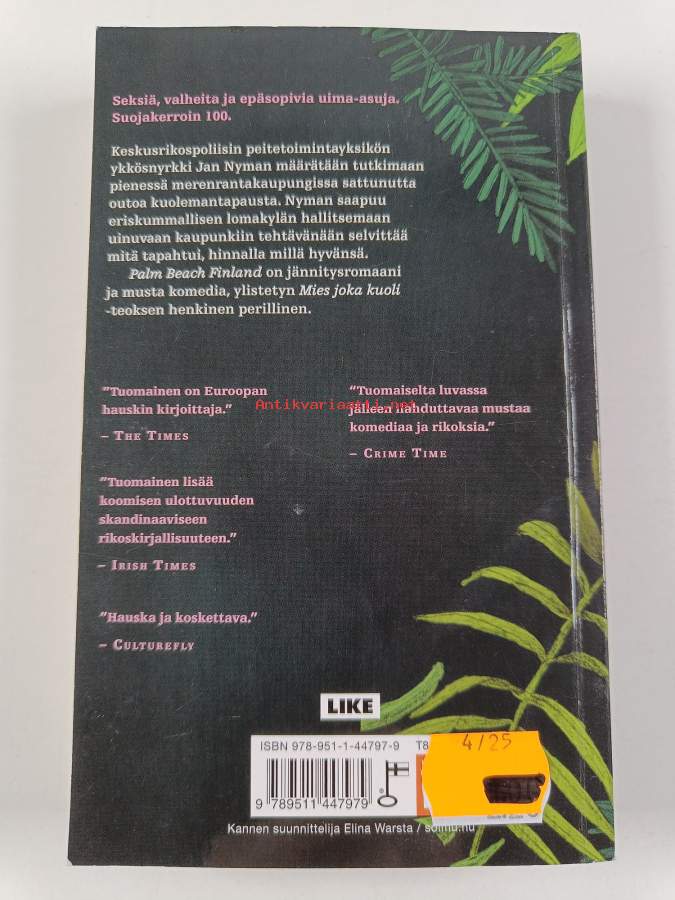 Seksiä, valheita ja epäsopivia uima-asuja.
Suojakerroin 100.
Keskusrikospoliisin peitetoimintayksikön
ykkösnyrkki Jan Nyman määrätään tutkimaan
pienessä merenrantakaupungissa sattunutta
outoa kuolemantapausta. Nyman saapuu
eriskummallisen lomakylän hallitsemaan
uinuvaan kaupunkiin tehtävänään selvittää
mitä tapahtui, hinnalla millä hyvänsä.
Palm Beach Finland on jännitysromaani
ja musta komedia, ylistetyn Mies joka kuoli
-teoksen henkinen perillinen.
"Tuomainen on Euroopan
hauskin kirjoittaja."
– THE TIMES
"Tuomainen lisää
koomisen ulottuvuuden
skandinaaviseen
rikoskirjallisuuteen."
– IRISH TIMES
"Hauska ja koskettava."
– CULTUREFLY
"Tuomaiselta luvassa
jälleen nahduttavaa mustaa
komediaa ja rikoksia."
– CRIME TIME
Antikvariaatti.net
LIKE
ISBN 978-951-1-44797-9 T8
4/25
9 789511 447979
Kannen suunnittelija Elina Warsta /